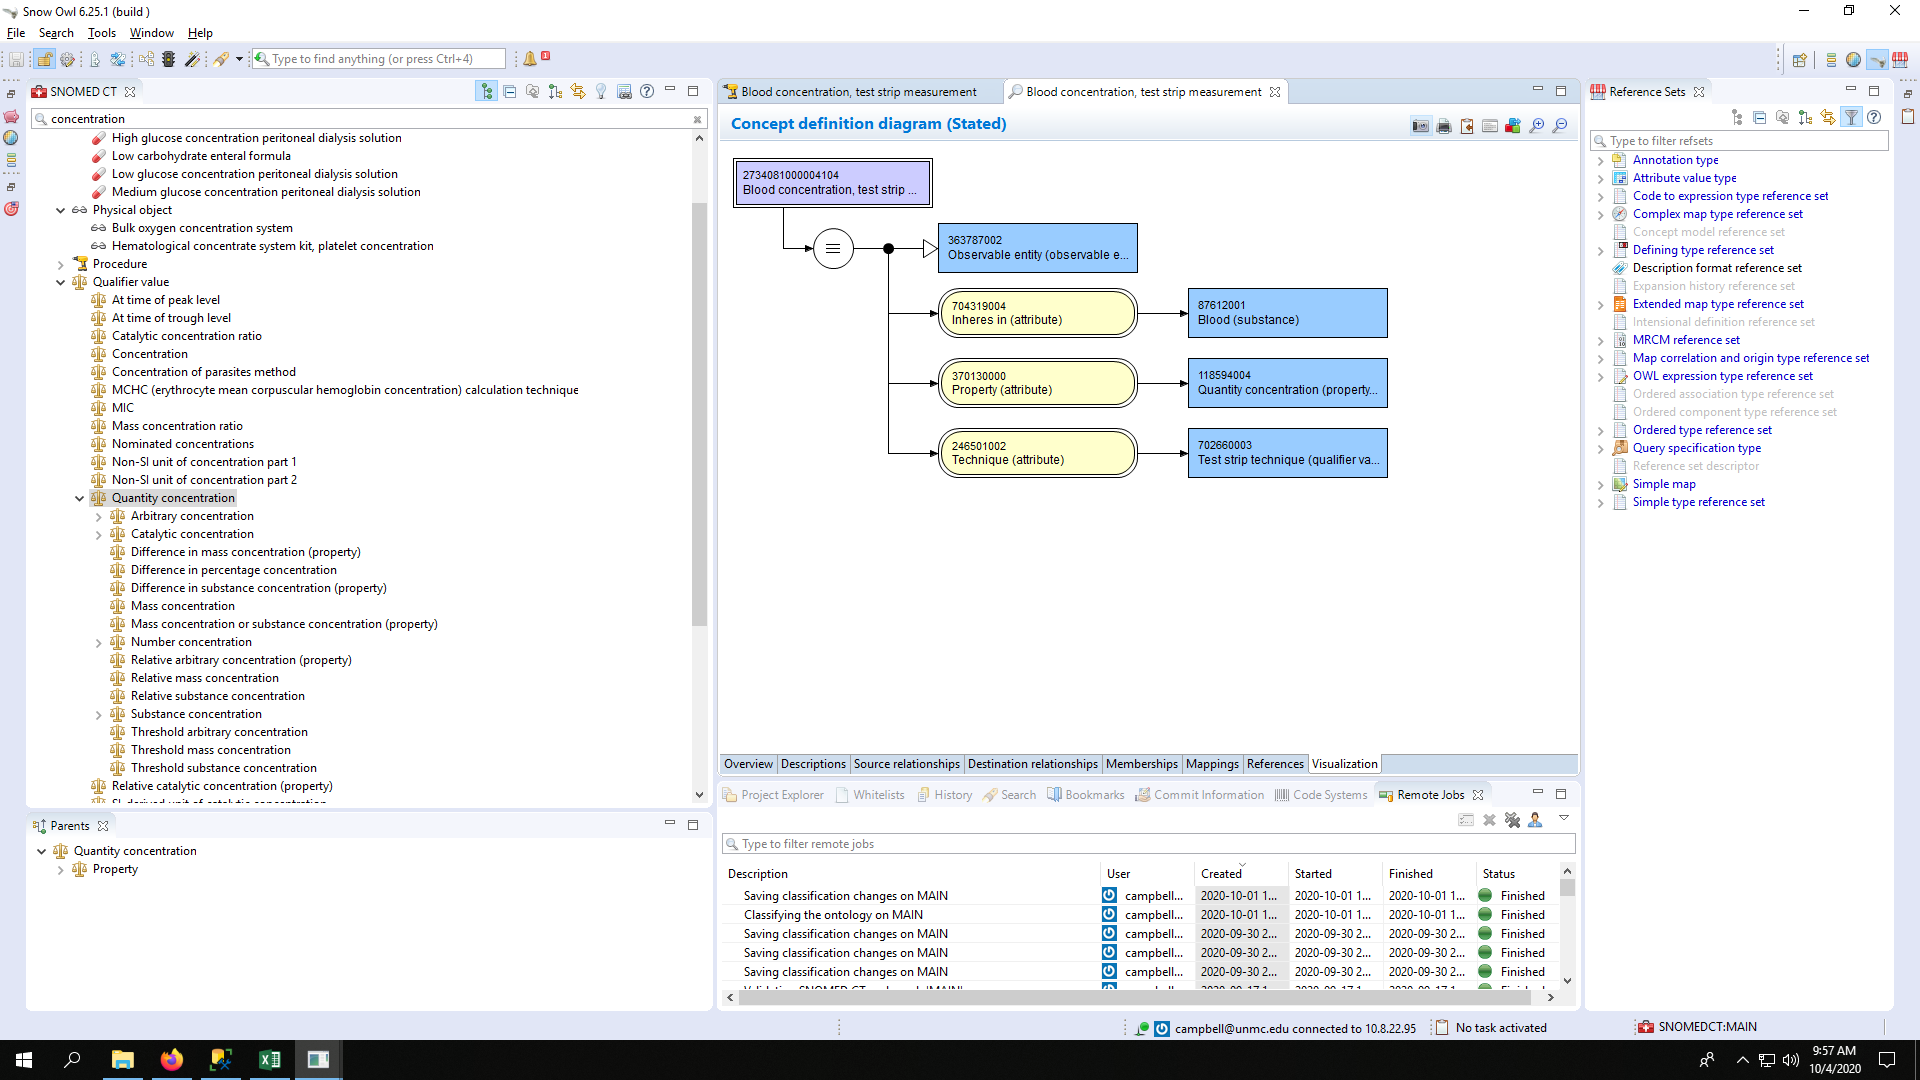 Snow Owl 6.25.1 (build )
File Search Tools Window Help
Type to find anything (or press Ctrl+4)
SNOMED CT
concentration
High glucose concentration peritoneal dialysis solution
Low carbohydrate enteral formula
Low glucose concentration peritoneal dialysis solution
Medium glucose concentration peritoneal dialysis solution
Physical object
Bulk oxygen concentration system
Hematological concentrate system kit, platelet concentration
Procedure
Qualifier value
At time of peak level
At time of trough level
Catalytic concentration ratio
Concentration
Concentration of parasites method
MCHC (erythrocyte mean corpuscular hemoglobin concentration) calculation technique
MIC
Mass concentration ratio
Nominated concentrations
Non-SI unit of concentration part 1
Non-SI unit of concentration part 2
Quantity concentration
Arbitrary concentration
Catalytic concentration
Difference in mass concentration (property)
Difference in percentage concentration
Difference in substance concentration (property)
Mass concentration
Mass concentration or substance concentration (property)
Number concentration
Relative arbitrary concentration (property)
Relative mass concentration
Relative substance concentration
Substance concentration
Threshold arbitrary concentration
Threshold mass concentration
Threshold substance concentration
Relative catalytic concentration (property)
SI-derived unit of catalytic concentration
Parents
Quantity concentration
Property
Blood concentration, test strip measurement
Blood concentration, test strip measurement
Concept definition diagram (Stated)
2734081000004104
Blood concentration, test strip ...
363787002
Observable entity (observable e...
704319004
Inheres in (attribute)
87612001
Blood (substance)
370130000
Property (attribute)
118594004
Quantity concentration (property...
246501002
Technique (attribute)
702660003
Test strip technique (qualifier va...
Overview Descriptions Source relationships Destination relationships Memberships Mappings References Visualization
Project Explorer Whitelists History Search Bookmarks Commit Information Code Systems Remote Jobs
Type to filter remote jobs
Description User Created Started Finished Status
Saving classification changes on MAIN campbell... 2020-10-01 1... 2020-10-01 1... 2020-10-01 1... Finished
Classifying the ontology on MAIN campbell... 2020-10-01 1... 2020-10-01 1... 2020-10-01 1... Finished
Saving classification changes on MAIN campbell... 2020-09-30 2... 2020-09-30 2... 2020-09-30 2... Finished
Saving classification changes on MAIN campbell... 2020-09-30 2... 2020-09-30 2... 2020-09-30 2... Finished
Saving classification changes on MAIN campbell... 2020-09-30 2... 2020-09-30 2... 2020-09-30 2... Finished
Reference Sets
Type to filter refsets
Annotation type
Attribute value type
Code to expression type reference set
Complex map type reference set
Concept model reference set
Defining type reference set
Description format reference set
Expansion history reference set
Extended map type reference set
Intensional definition reference set
MRCM reference set
Map correlation and origin type reference set
OWL expression type reference set
Ordered association type reference set
Ordered component type reference set
Ordered type reference set
Query specification type
Reference set descriptor
Simple map
Simple type reference set
campbell@unmc.edu connected to 10.8.22.95
No task activated
SNOMEDCT:MAIN
9:57 AM
10/4/2020